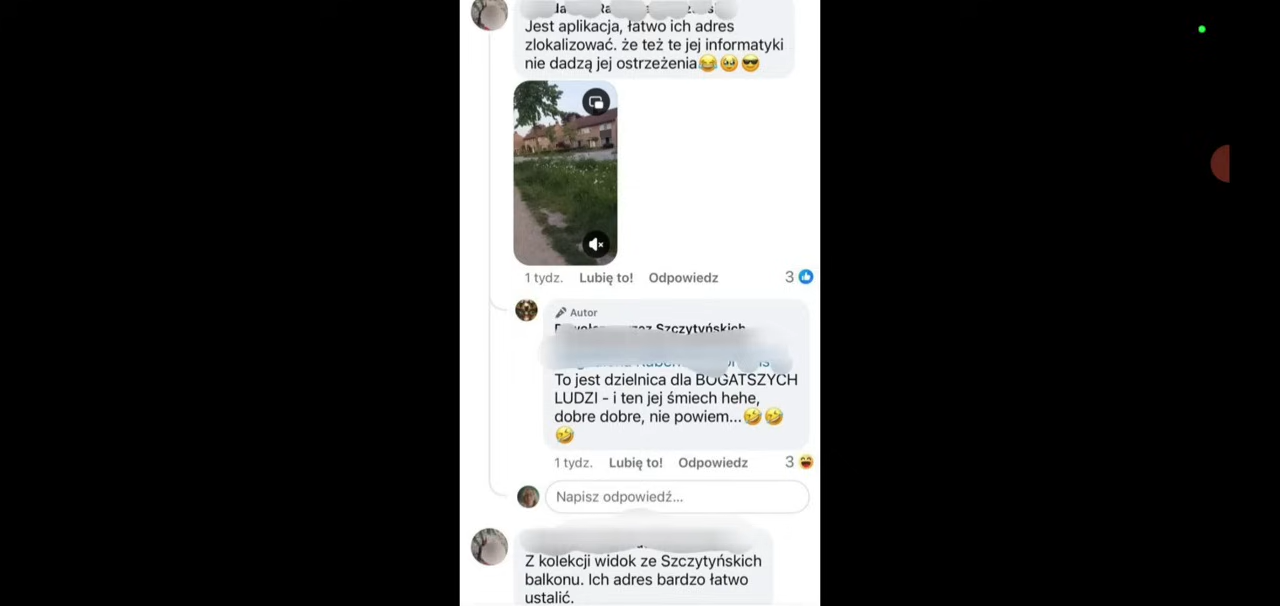 Jest aplikacja, łatwo ich adres
zlokalizować. że też te jej informatyki
nie dadzą jej ostrzeżenia😂🥹😎
1 tydz. Lubię to! Odpowiedz 3
Autor
Szczytyńskich
To jest dzielnica dla BOGATSZYCH
LUDZI - i ten jej śmiech hehe,
dobre dobre, nie powiem...🤣🤣
🤣
1 tydz. Lubię to! Odpowiedz 3
Napisz odpowiedź...
Z kolekcji widok ze Szczytyńskich
balkonu. Ich adres bardzo łatwo
ustalić.